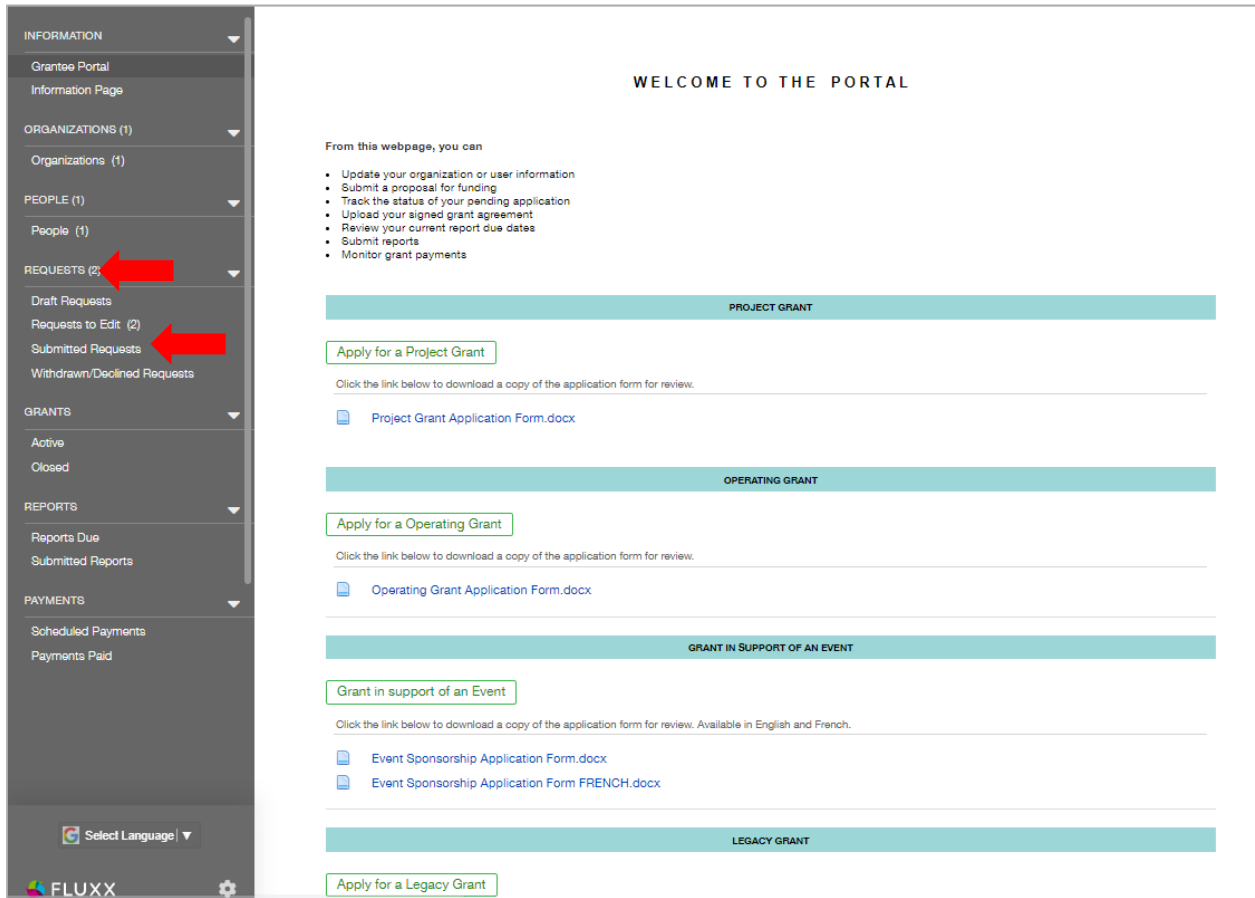 INFORMATION
Grantee Portal
Information Page
ORGANIZATIONS (1)
Organizations (1)
PEOPLE (1)
People (1)
REQUESTS (2)
Draft Requests
Requests to Edit (2)
Submitted Requests
Withdrawn/Declined Requests
GRANTS
Active
Closed
REPORTS
Reports Due
Submitted Reports
PAYMENTS
Scheduled Payments
Payments Paid
Select Language
FLUXX
WELCOME TO THE PORTAL
From this webpage, you can
• Update your organization or user information
• Submit a proposal for funding
• Track the status of your pending application
• Upload your signed grant agreement
• Review your current report due dates
• Submit reports
• Monitor grant payments
PROJECT GRANT
Apply for a Project Grant
Click the link below to download a copy of the application form for review.
Project Grant Application Form.docx
OPERATING GRANT
Apply for a Operating Grant
Click the link below to download a copy of the application form for review.
Operating Grant Application Form.docx
GRANT IN SUPPORT OF AN EVENT
Grant in support of an Event
Click the link below to download a copy of the application form for review. Available in English and French.
Event Sponsorship Application Form.docx
Event Sponsorship Application Form FRENCH.docx
LEGACY GRANT
Apply for a Legacy Grant